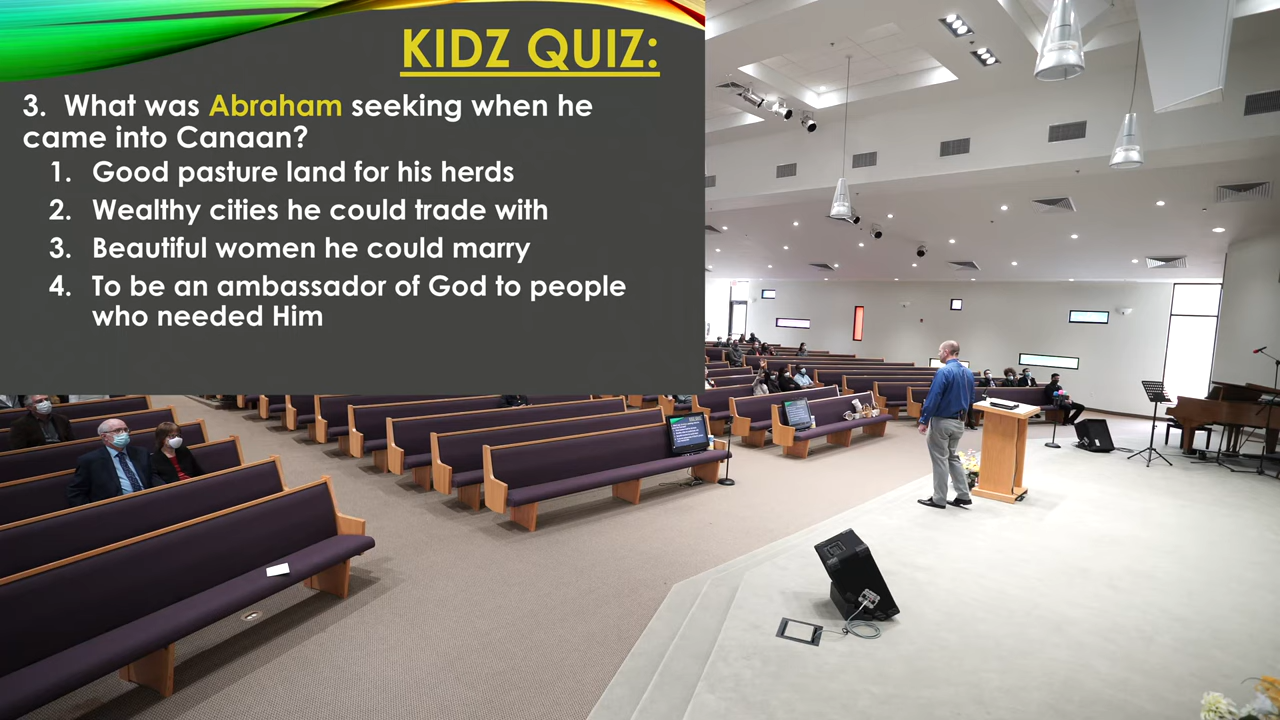 KIDZ QUIZ:
3. What was Abraham seeking when he
came into Canaan?
1. Good pasture land for his herds
2. Wealthy cities he could trade with
3. Beautiful women he could marry
4. To be an ambassador of God to people
who needed Him